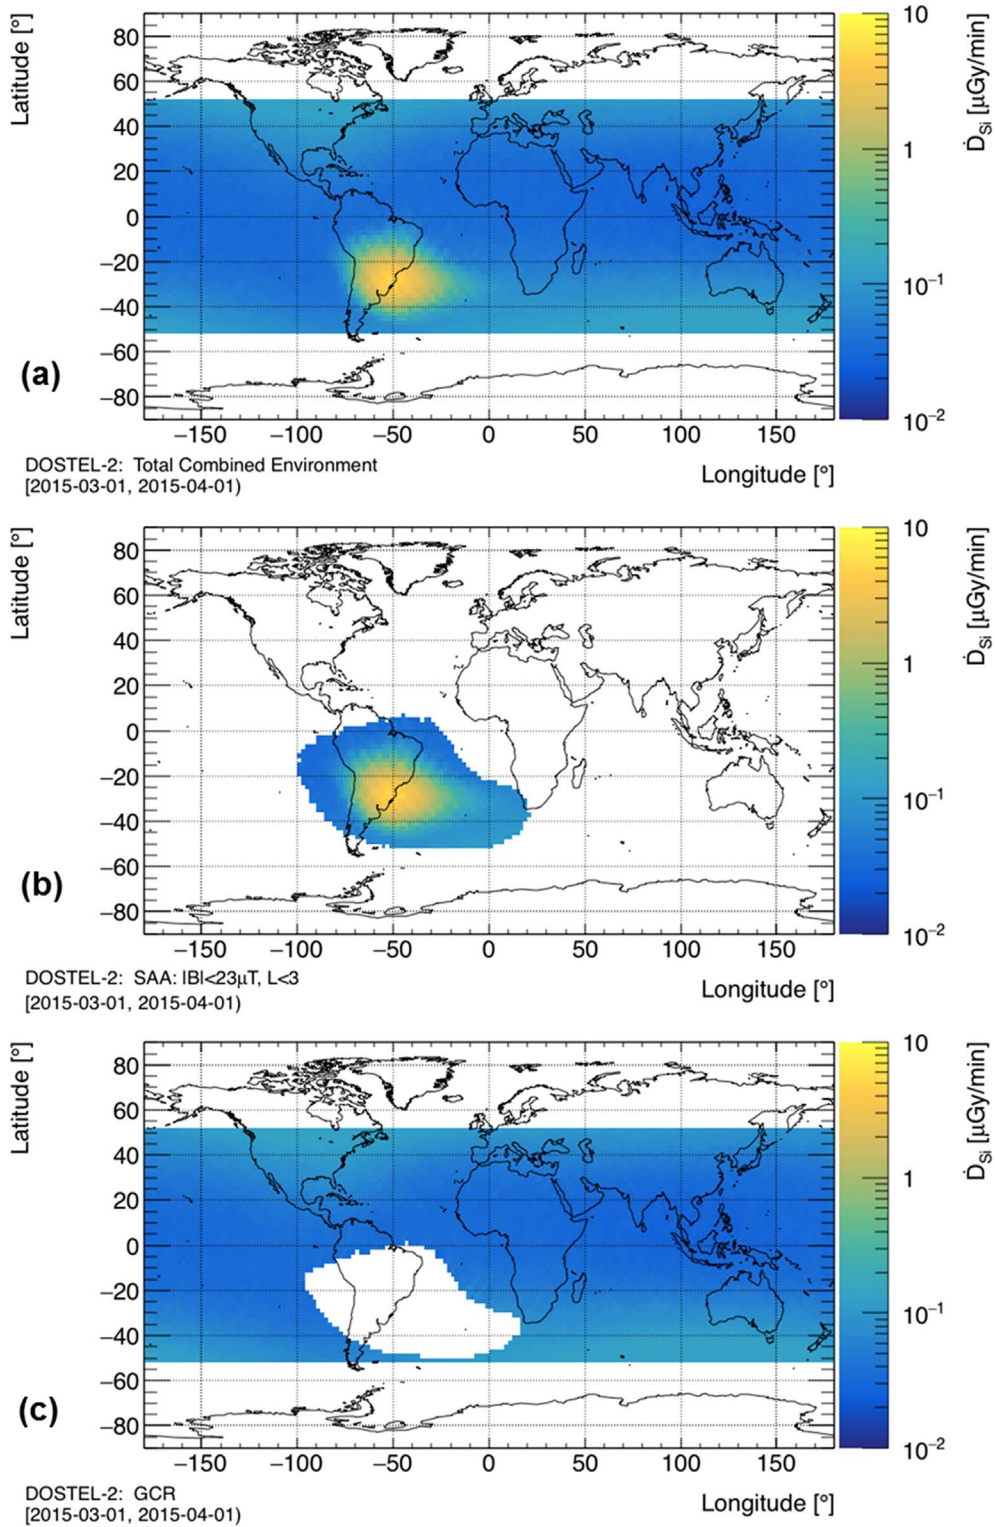 Latitude [°]
80
60
40
20
0
−20
−40
−60
−80
−150 −100 −50 0 50 100 150
Longitude [°]
10
1
10⁻¹
10⁻²
Ḋ_Si [μGy/min]
(a)
DOSTEL-2: Total Combined Environment
[2015-03-01, 2015-04-01)
Latitude [°]
80
60
40
20
0
−20
−40
−60
−80
−150 −100 −50 0 50 100 150
Longitude [°]
10
1
10⁻¹
10⁻²
Ḋ_Si [μGy/min]
(b)
DOSTEL-2: SAA: |B|<23μT, L<3
[2015-03-01, 2015-04-01)
Latitude [°]
80
60
40
20
0
−20
−40
−60
−80
−150 −100 −50 0 50 100 150
Longitude [°]
10
1
10⁻¹
10⁻²
Ḋ_Si [μGy/min]
(c)
DOSTEL-2: GCR
[2015-03-01, 2015-04-01)